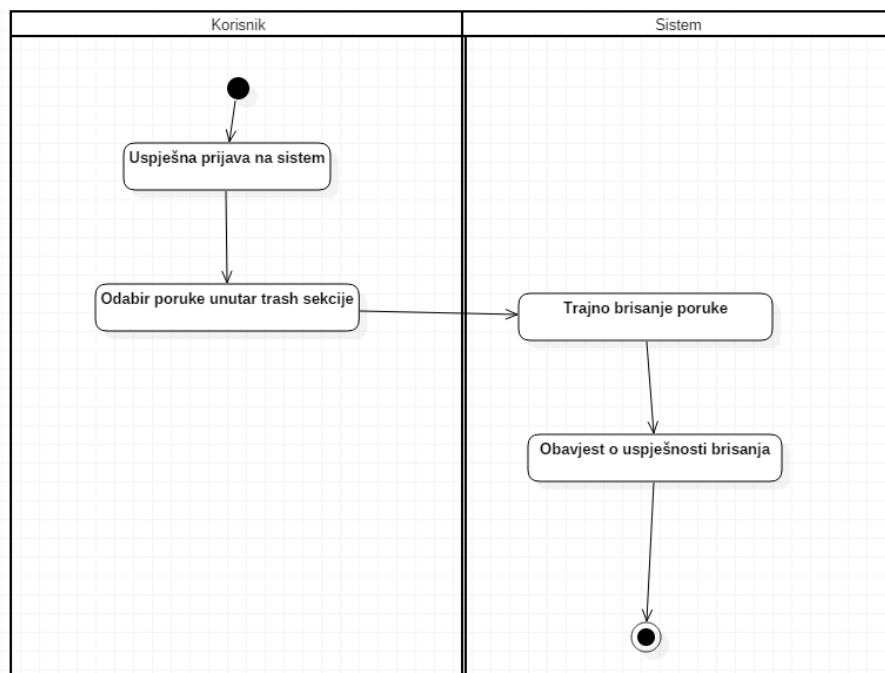 Korisnik
Sistem
Uspješna prijava na sistem
Odabir poruke unutar trash sekcije
Trajno brisanje poruke
Obavjest o uspješnosti brisanja